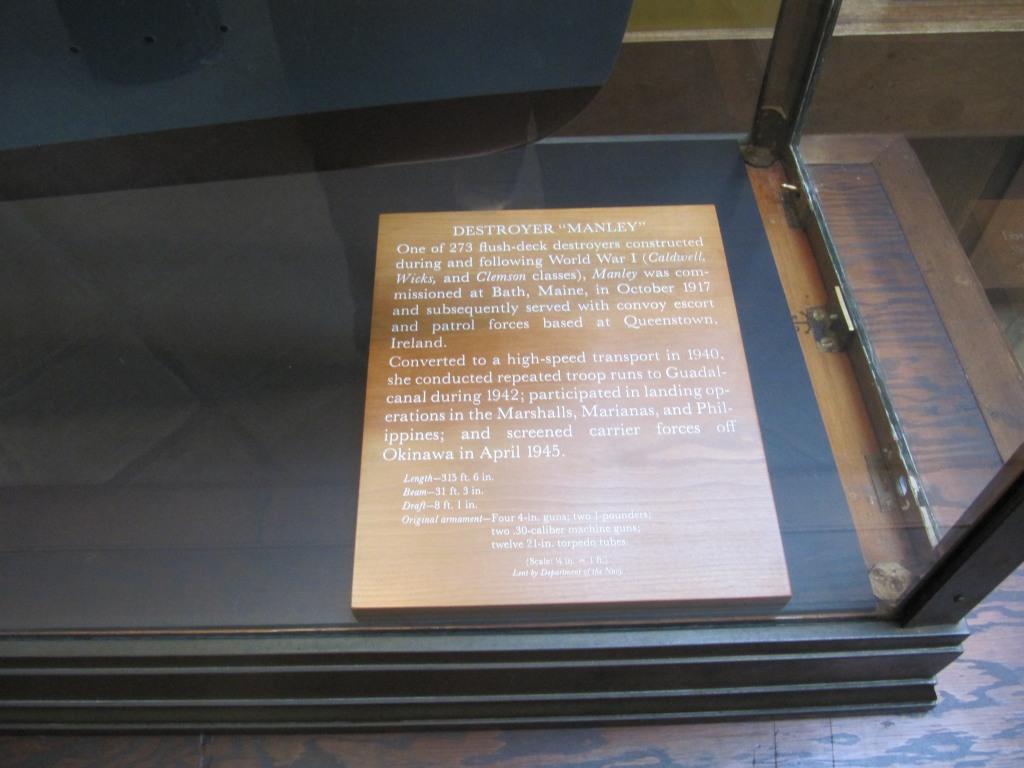 DESTROYER "MANLEY"
One of 273 flush-deck destroyers constructed
during and following World War I (Caldwell,
Wicks, and Clemson classes), Manley was com-
missioned at Bath, Maine, in October 1917
and subsequently served with convoy escort
and patrol forces based at Queenstown,
Ireland.
Converted to a high-speed transport in 1940,
she conducted repeated troop runs to Guadal-
canal during 1942; participated in landing op-
erations in the Marshalls, Marianas, and Phil-
ippines; and screened carrier forces off
Okinawa in April 1945.
Length—315 ft. 6 in.
Beam—31 ft. 3 in.
Draft—8 ft. 1 in.
Original armament—Four 4-in. guns; two 1-pounders;
two .30-caliber machine guns;
twelve 21-in. torpedo tubes.
(Scale: ¼ in. = 1 ft.)
Lent by Department of the Navy